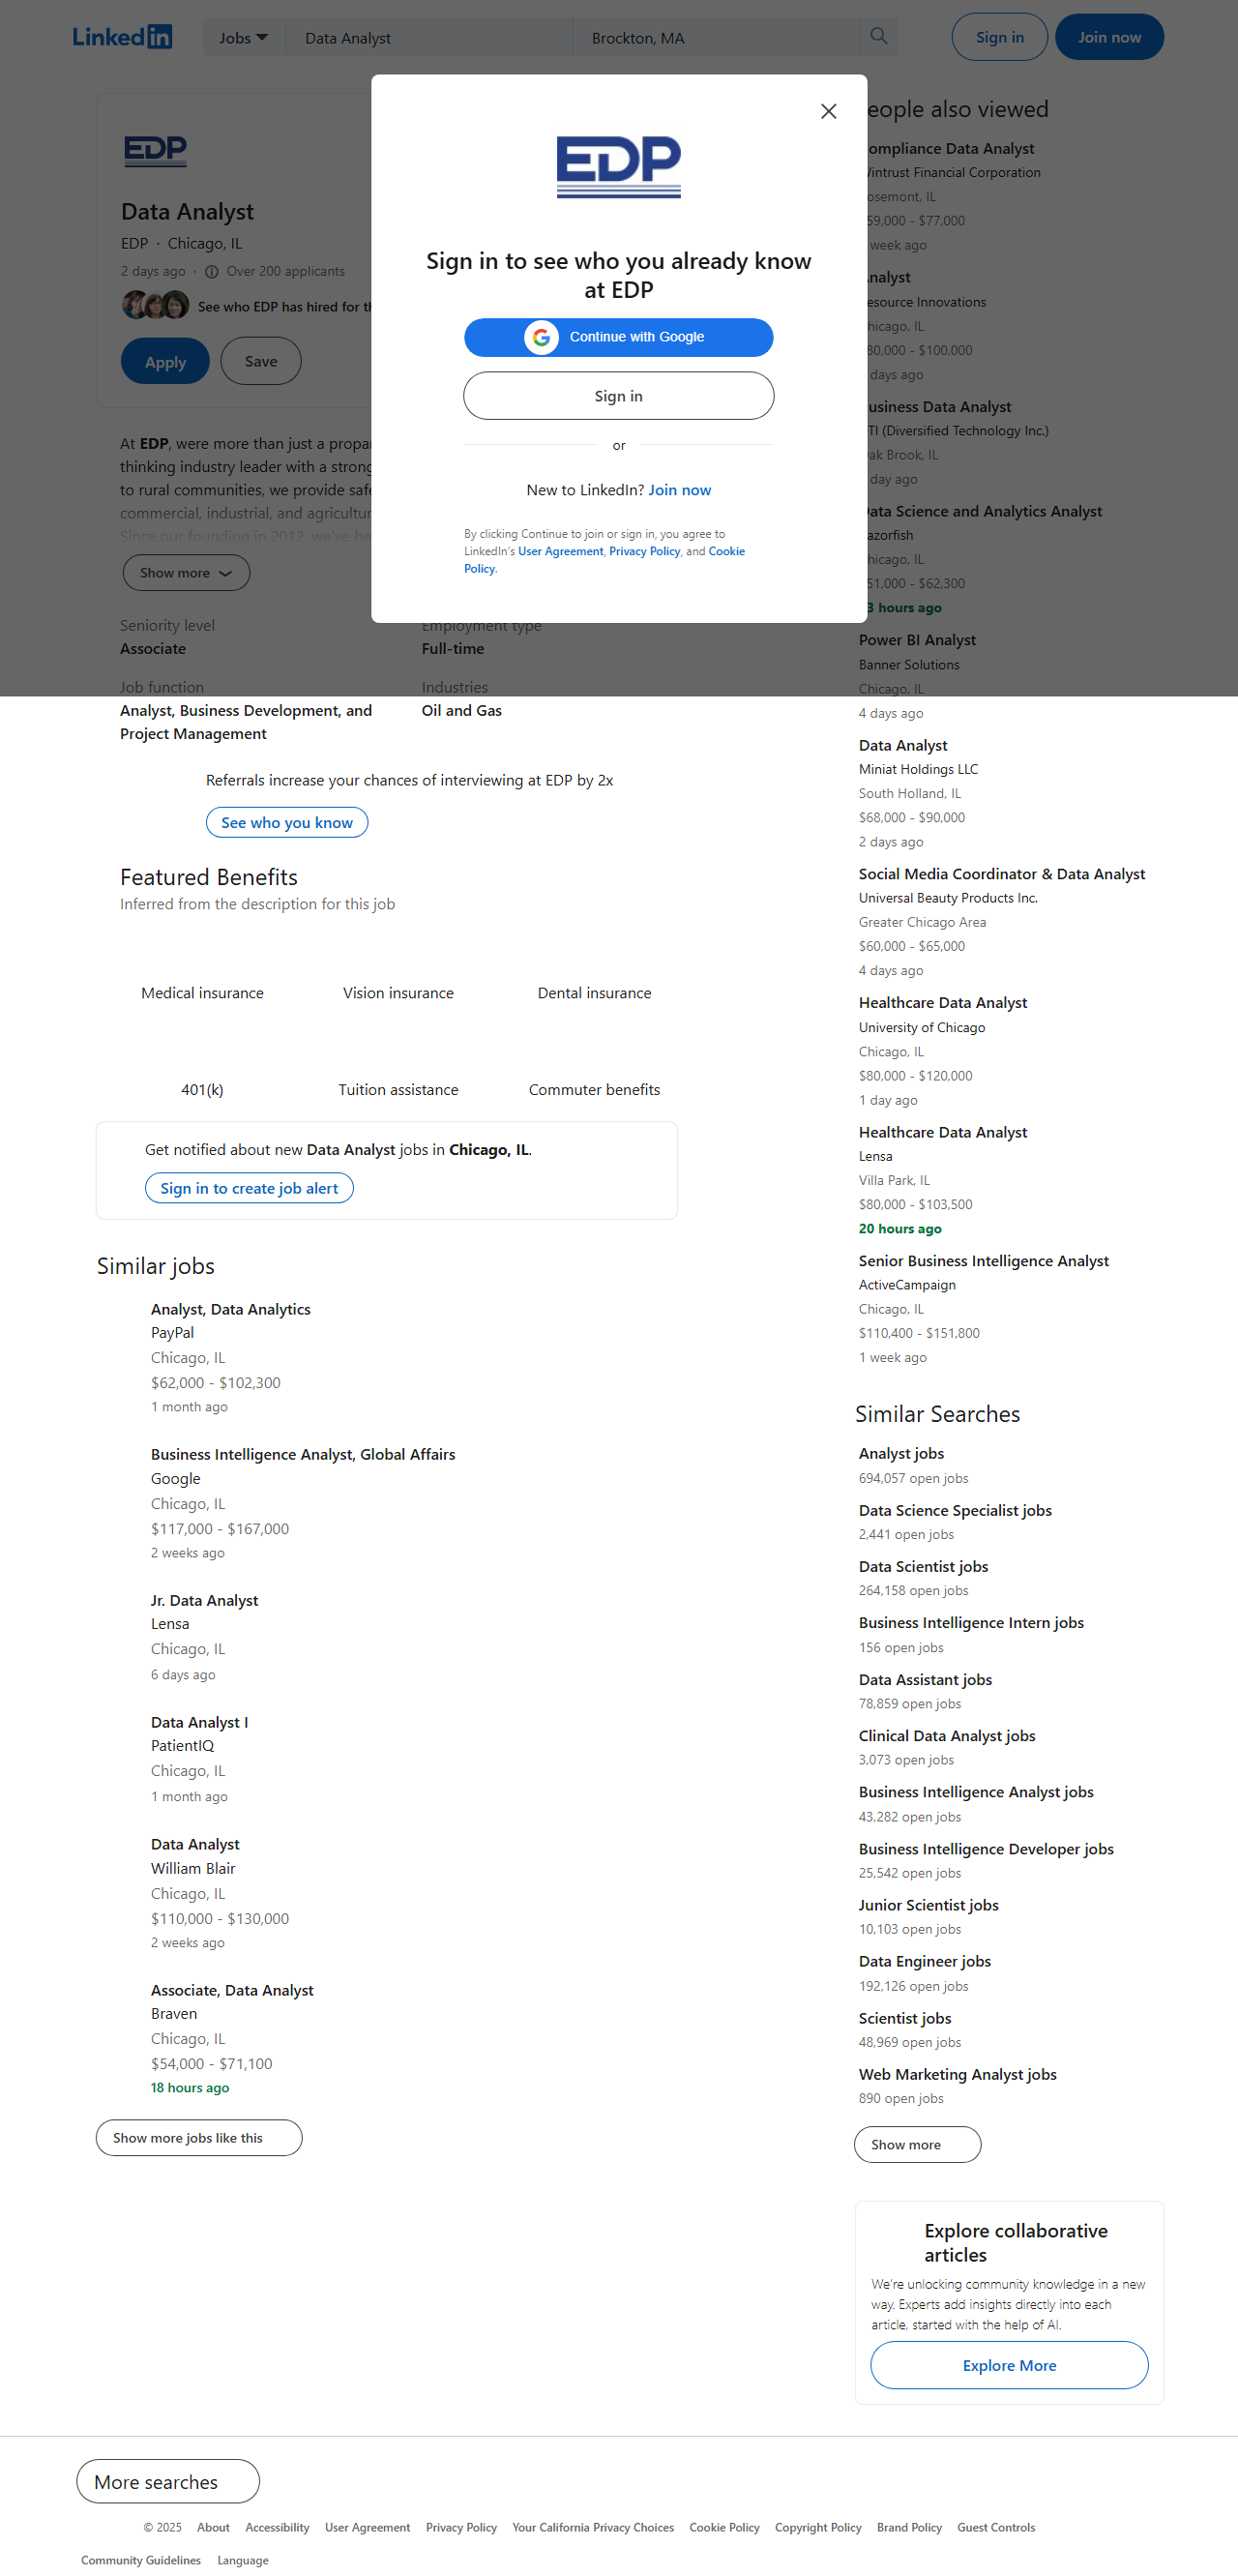 LinkedIn
Jobs
Data Analyst
Brockton, MA
Sign in
Join now
EDP
Data Analyst
EDP · Chicago, IL
2 days ago · Over 200 applicants
See who EDP has hired for
Apply
Save
At EDP, were more than just a
thinking industry leader with a strong
to rural communities, we provide
commercial, industrial, and
Since our founding in 2012, we've
Show more
Seniority level
Associate
Employment type
Full-time
Job function
Analyst, Business Development, and
Project Management
Industries
Oil and Gas
EDP
Sign in to see who you already know
at EDP
Continue with Google
Sign in
or
New to LinkedIn? Join now
By clicking Continue to join or sign in, you agree to
LinkedIn's User Agreement, Privacy Policy, and Cookie
Policy.
Referrals increase your chances of interviewing at EDP by 2x
See who you know
Featured Benefits
Inferred from the description for this job
Medical insurance
Vision insurance
Dental insurance
401(k)
Tuition assistance
Commuter benefits
Get notified about new Data Analyst jobs in Chicago, IL.
Sign in to create job alert
Similar jobs
Analyst, Data Analytics
PayPal
Chicago, IL
$62,000 - $102,300
1 month ago
Business Intelligence Analyst, Global Affairs
Google
Chicago, IL
$117,000 - $167,000
2 weeks ago
Jr. Data Analyst
Lensa
Chicago, IL
6 days ago
Data Analyst I
PatientIQ
Chicago, IL
1 month ago
Data Analyst
William Blair
Chicago, IL
$110,000 - $130,000
2 weeks ago
Associate, Data Analyst
Braven
Chicago, IL
$54,000 - $71,100
18 hours ago
Show more jobs like this
also viewed
Data Analyst
Financial Corporation
IL
- $77,000
week ago
Innovations
IL
- $100,000
days ago
Data Analyst
(Diversified Technology Inc.)
Brook, IL
day ago
Science and Analytics Analyst
IL
- $62,300
hours ago
Power BI Analyst
Banner Solutions
Chicago, IL
4 days ago
Data Analyst
Miniat Holdings LLC
South Holland, IL
$68,000 - $90,000
2 days ago
Social Media Coordinator & Data Analyst
Universal Beauty Products Inc.
Greater Chicago Area
$60,000 - $65,000
4 days ago
Healthcare Data Analyst
University of Chicago
Chicago, IL
$80,000 - $120,000
1 day ago
Healthcare Data Analyst
Lensa
Villa Park, IL
$80,000 - $103,500
20 hours ago
Senior Business Intelligence Analyst
ActiveCampaign
Chicago, IL
$110,400 - $151,800
1 week ago
Similar Searches
Analyst jobs
694,057 open jobs
Data Science Specialist jobs
2,441 open jobs
Data Scientist jobs
264,158 open jobs
Business Intelligence Intern jobs
156 open jobs
Data Assistant jobs
78,859 open jobs
Clinical Data Analyst jobs
3,073 open jobs
Business Intelligence Analyst jobs
43,282 open jobs
Business Intelligence Developer jobs
25,542 open jobs
Junior Scientist jobs
10,103 open jobs
Data Engineer jobs
192,126 open jobs
Scientist jobs
48,969 open jobs
Web Marketing Analyst jobs
890 open jobs
Show more
Explore collaborative
articles
We're unlocking community knowledge in a new
way. Experts add insights directly into each
article, started with the help of AI.
Explore More
More searches
© 2025 About Accessibility User Agreement Privacy Policy Your California Privacy Choices Cookie Policy Copyright Policy Brand Policy Guest Controls
Community Guidelines Language